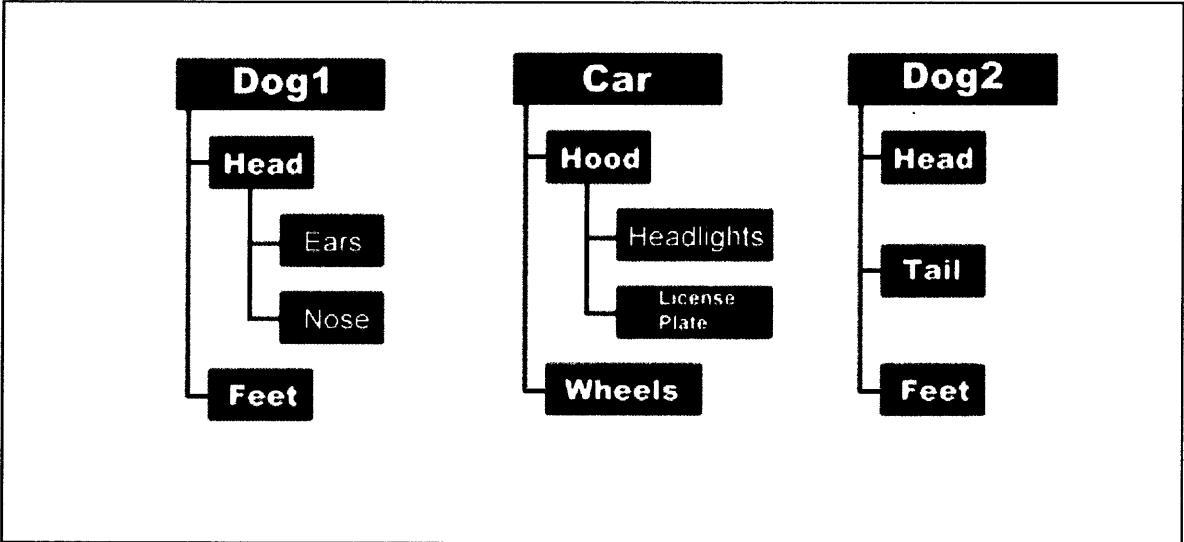 Dog1
Head
Ears
Nose
Feet
Car
Hood
Headlights
License
Plate
Wheels
Dog2
Head
Tail
Feet